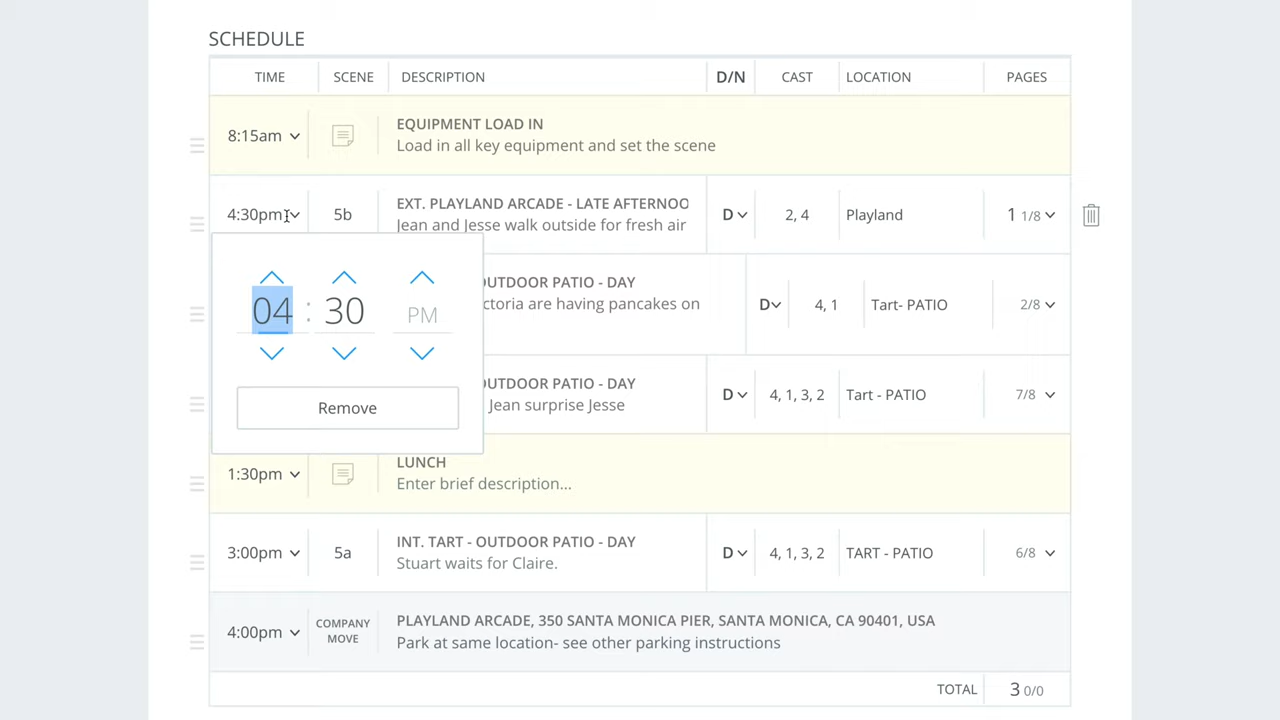 SCHEDULE
TIME SCENE DESCRIPTION D/N CAST LOCATION PAGES
8:15am EQUIPMENT LOAD IN
Load in all key equipment and set the scene
4:30pm 5b EXT. PLAYLAND ARCADE - LATE AFTERNOO D 2, 4 Playland 1 1/8
Jean and Jesse walk outside for fresh air
UTDOOR PATIO - DAY D 4, 1 Tart- PATIO 2/8
ctoria are having pancakes on
04 : 30 PM
UTDOOR PATIO - DAY D 4, 1, 3, 2 Tart - PATIO 7/8
Jean surprise Jesse
Remove
1:30pm LUNCH
Enter brief description...
3:00pm 5a INT. TART - OUTDOOR PATIO - DAY D 4, 1, 3, 2 TART - PATIO 6/8
Stuart waits for Claire.
4:00pm COMPANY MOVE PLAYLAND ARCADE, 350 SANTA MONICA PIER, SANTA MONICA, CA 90401, USA
Park at same location- see other parking instructions
TOTAL 3 0/0